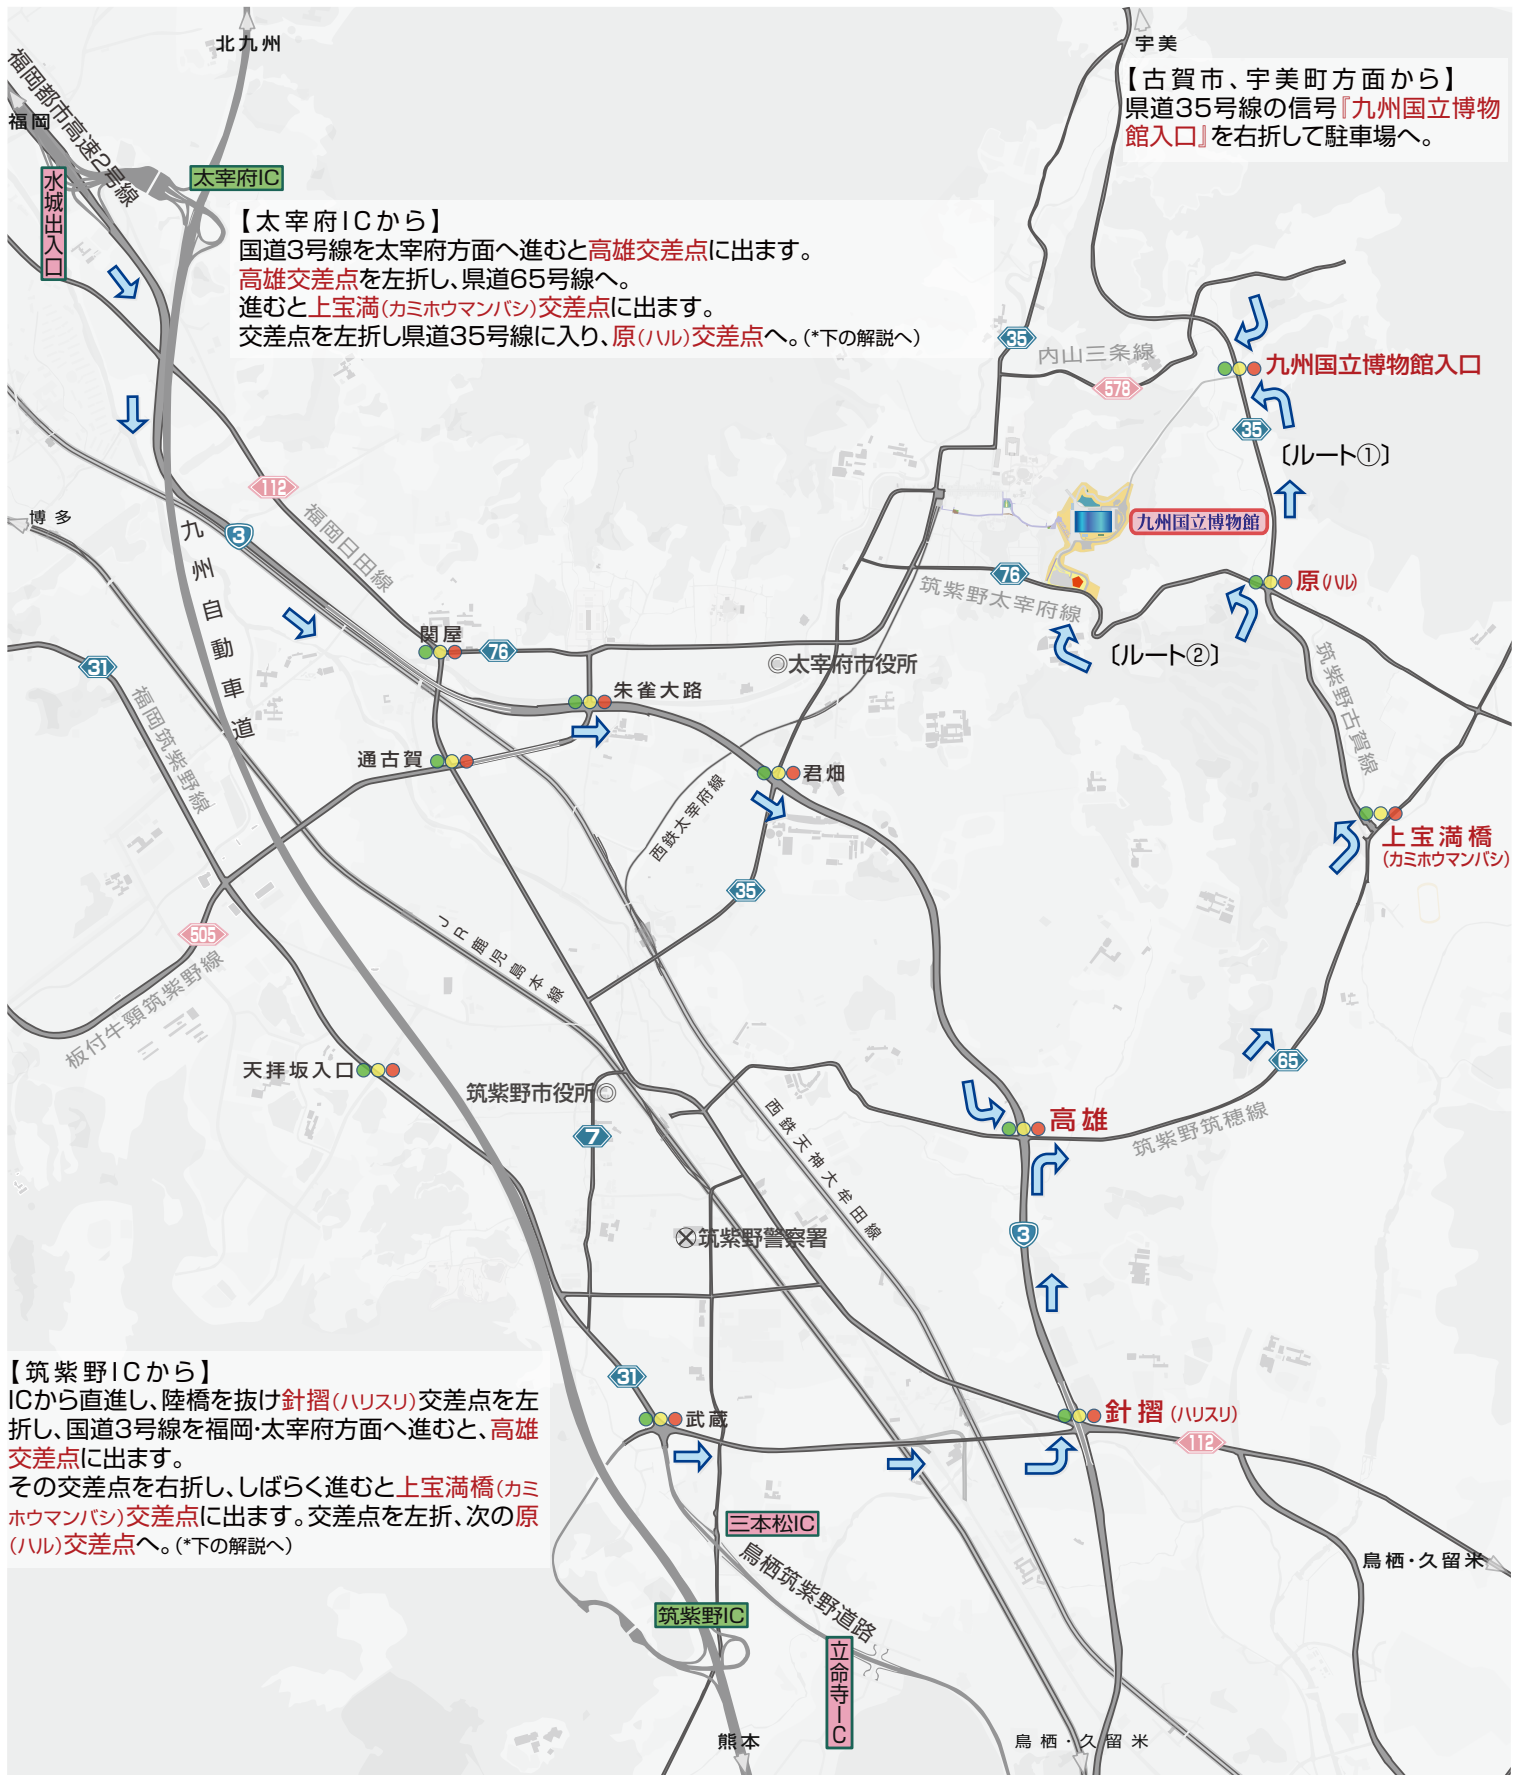 北九州
宇美
【古賀市、宇美町方面から】
県道35号線の信号『九州国立博物
館入口』を右折して駐車場へ。
福岡都市高速2号線
福岡
太宰府IC
水城出入口
【太宰府ICから】
国道3号線を太宰府方面へ進むと高雄交差点に出ます。
高雄交差点を左折し、県道65号線へ。
進むと上宝満(カミホウマンバシ)交差点に出ます。
交差点を左折し県道35号線に入り、原(ハル)交差点へ。(*下の解説へ)
35
内山三条線
578
九州国立博物館入口
35
〔ルート①〕
112
福岡日田線
博多
3
九州自動車道
九州国立博物館
76
筑紫野太宰府線
原(ハル)
関屋
76
太宰府市役所
〔ルート②〕
筑紫野古賀線
31
福岡筑紫野線
朱雀大路
通古賀
君畑
西鉄太宰府線
上宝満橋
(カミホウマンバシ)
35
505
板付牛頸筑紫野線
JR鹿児島本線
天拝坂入口
筑紫野市役所
7
西鉄天神大牟田線
高雄
65
筑紫野筑穂線
筑紫野警察署
3
【筑紫野ICから】
ICから直進し、陸橋を抜け針摺(ハリスリ)交差点を左
折し、国道3号線を福岡・太宰府方面へ進むと、高雄
交差点に出ます。
その交差点を右折し、しばらく進むと上宝満橋(カミ
ホウマンバシ)交差点に出ます。交差点を左折、次の原
(ハル)交差点へ。(*下の解説へ)
31
武蔵
針摺(ハリスリ)
112
三本松IC
鳥栖筑紫野道路
鳥栖・久留米
筑紫野IC
立命寺IC
熊本
鳥栖・久留米